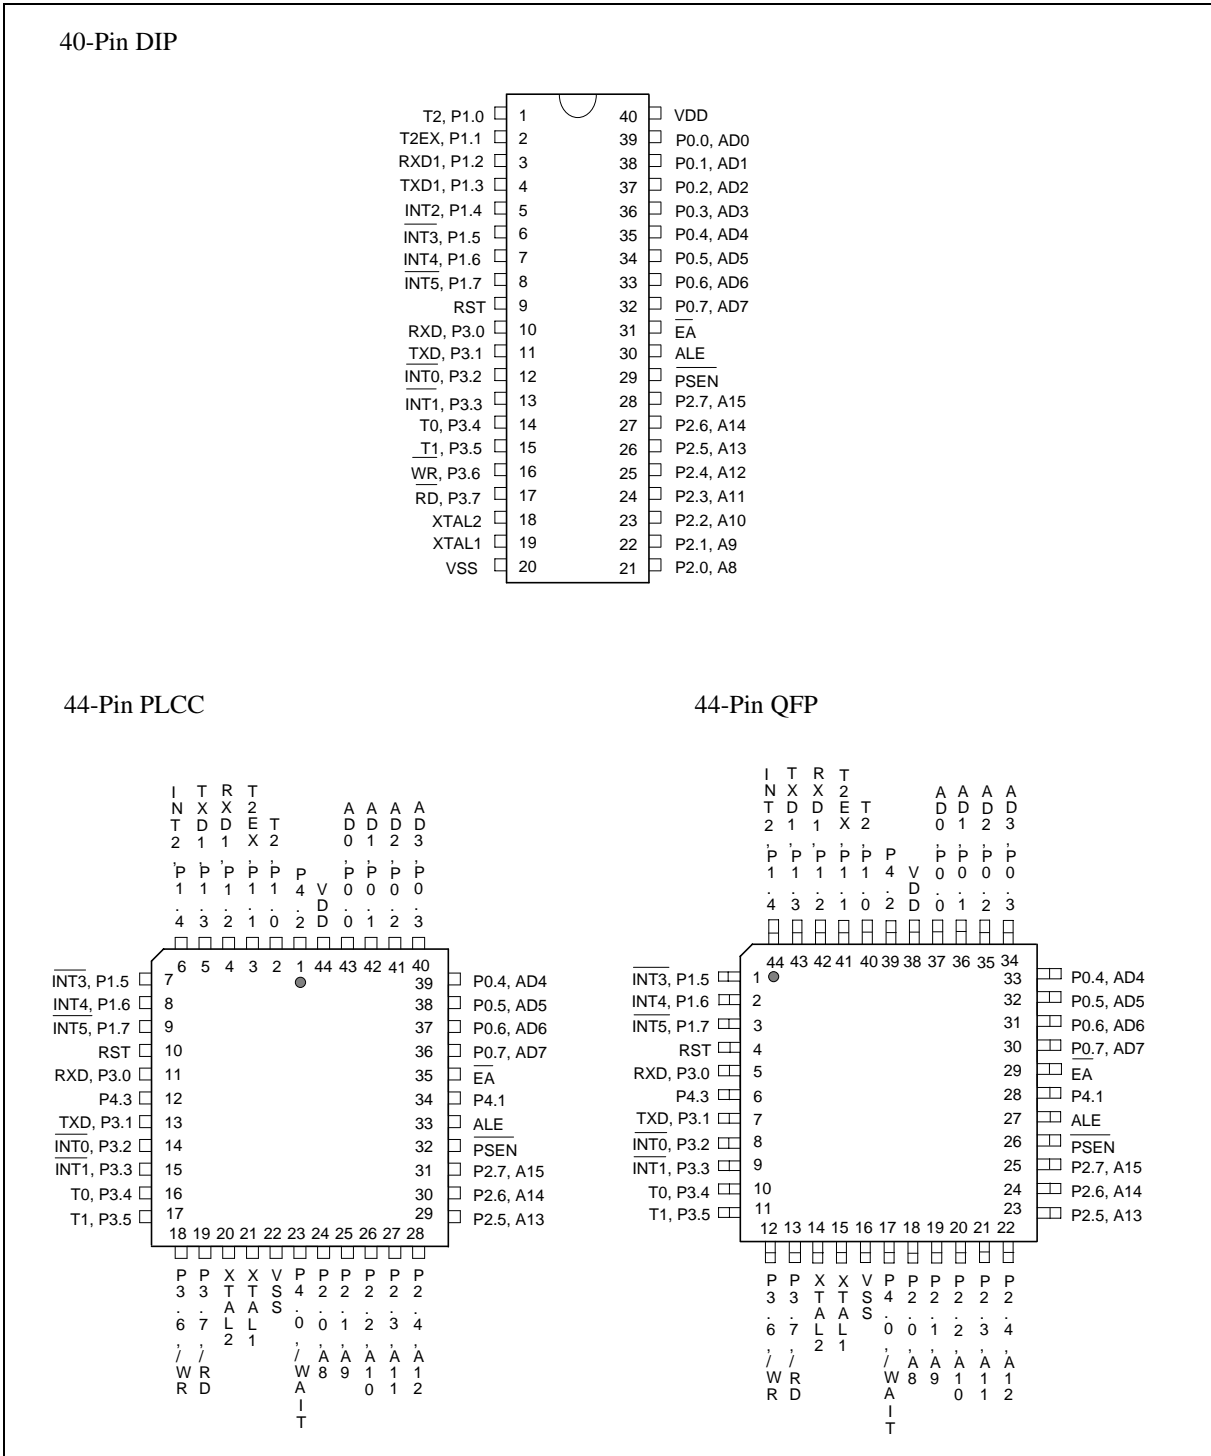 40-Pin DIP
T2, P1.0 1 40 VDD
T2EX, P1.1 2 39 P0.0, AD0
RXD1, P1.2 3 38 P0.1, AD1
TXD1, P1.3 4 37 P0.2, AD2
INT2, P1.4 5 36 P0.3, AD3
INT3, P1.5 6 35 P0.4, AD4
INT4, P1.6 7 34 P0.5, AD5
INT5, P1.7 8 33 P0.6, AD6
RST 9 32 P0.7, AD7
RXD, P3.0 10 31 EA
TXD, P3.1 11 30 ALE
INT0, P3.2 12 29 PSEN
INT1, P3.3 13 28 P2.7, A15
T0, P3.4 14 27 P2.6, A14
T1, P3.5 15 26 P2.5, A13
WR, P3.6 16 25 P2.4, A12
RD, P3.7 17 24 P2.3, A11
XTAL2 18 23 P2.2, A10
XTAL1 19 22 P2.1, A9
VSS 20 21 P2.0, A8
44-Pin PLCC
INT2,P1.4
TXD1,P1.3
RXD1,P1.2
T2EX,P1.1
T2,P1.0
P4.2
VDD
AD0,P0.0
AD1,P0.1
AD2,P0.2
AD3,P0.3
6 5 4 3 2 1 44 43 42 41 40
INT3, P1.5 7 39 P0.4, AD4
INT4, P1.6 8 38 P0.5, AD5
INT5, P1.7 9 37 P0.6, AD6
RST 10 36 P0.7, AD7
RXD, P3.0 11 35 EA
P4.3 12 34 P4.1
TXD, P3.1 13 33 ALE
INT0, P3.2 14 32 PSEN
INT1, P3.3 15 31 P2.7, A15
T0, P3.4 16 30 P2.6, A14
T1, P3.5 17 29 P2.5, A13
18 19 20 21 22 23 24 25 26 27 28
P3.6,/WR
P3.7,/RD
XTAL2
XTAL1
VSS
P4.0,/WAIT
P2.0,A8
P2.1,A9
P2.2,A10
P2.3,A11
P2.4,A12
44-Pin QFP
INT2,P1.4
TXD1,P1.3
RXD1,P1.2
T2EX,P1.1
T2,P1.0
P4.2
VDD
AD0,P0.0
AD1,P0.1
AD2,P0.2
AD3,P0.3
44 43 42 41 40 39 38 37 36 35 34
INT3, P1.5 1 33 P0.4, AD4
INT4, P1.6 2 32 P0.5, AD5
INT5, P1.7 3 31 P0.6, AD6
RST 4 30 P0.7, AD7
RXD, P3.0 5 29 EA
P4.3 6 28 P4.1
TXD, P3.1 7 27 ALE
INT0, P3.2 8 26 PSEN
INT1, P3.3 9 25 P2.7, A15
T0, P3.4 10 24 P2.6, A14
T1, P3.5 11 23 P2.5, A13
12 13 14 15 16 17 18 19 20 21 22
P3.6,/WR
P3.7,/RD
XTAL2
XTAL1
VSS
P4.0,/WAIT
P2.0,A8
P2.1,A9
P2.2,A10
P2.3,A11
P2.4,A12